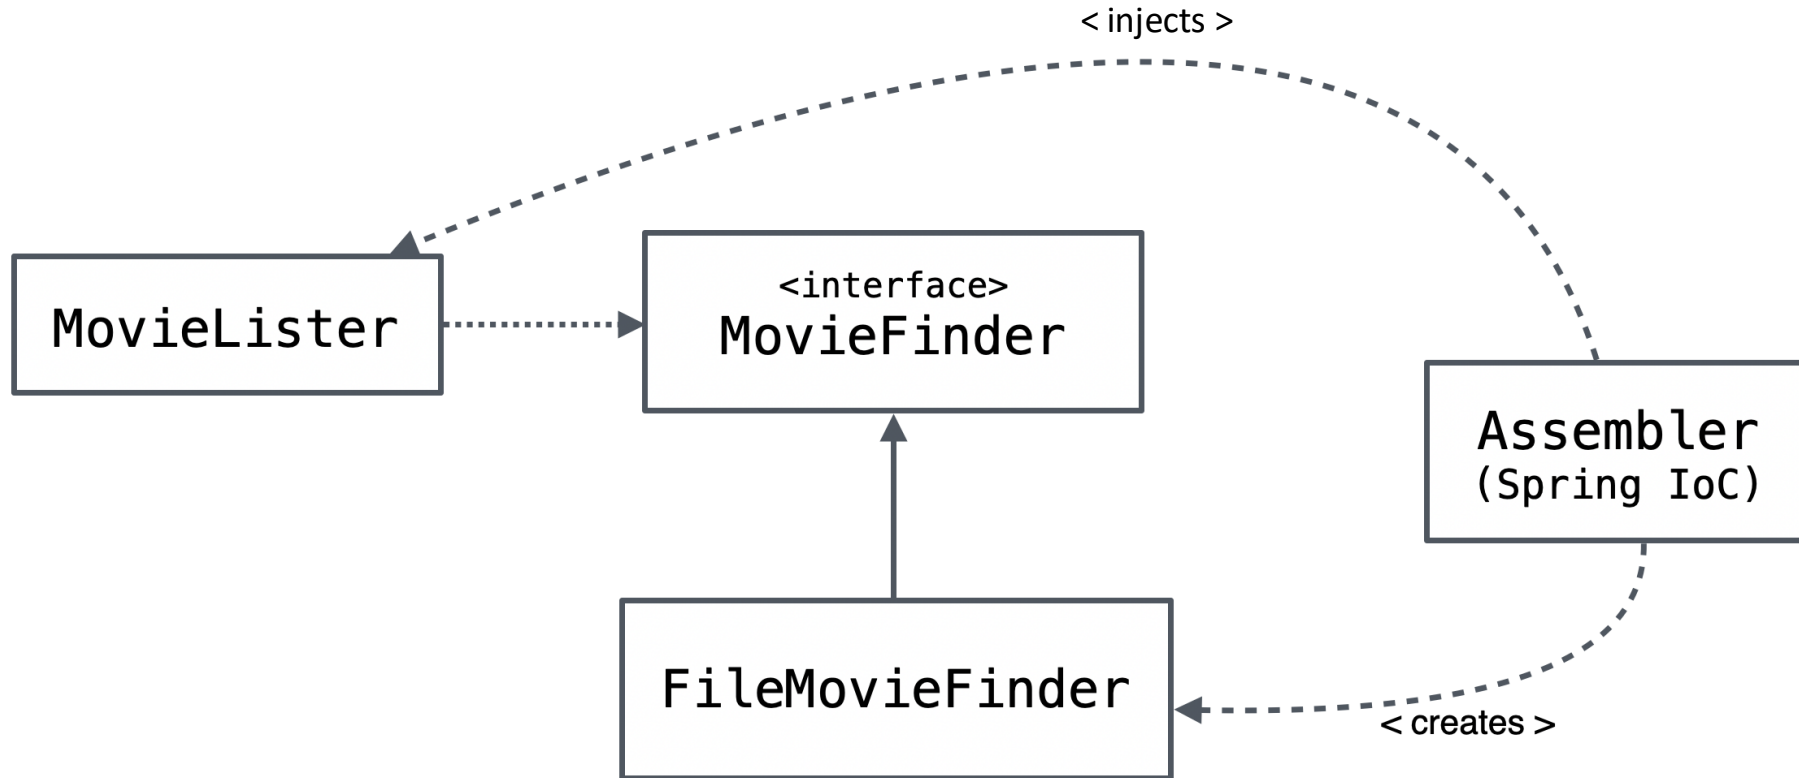 < injects >
MovieLister
<interface>
MovieFinder
Assembler
(Spring IoC)
FileMovieFinder
< creates >